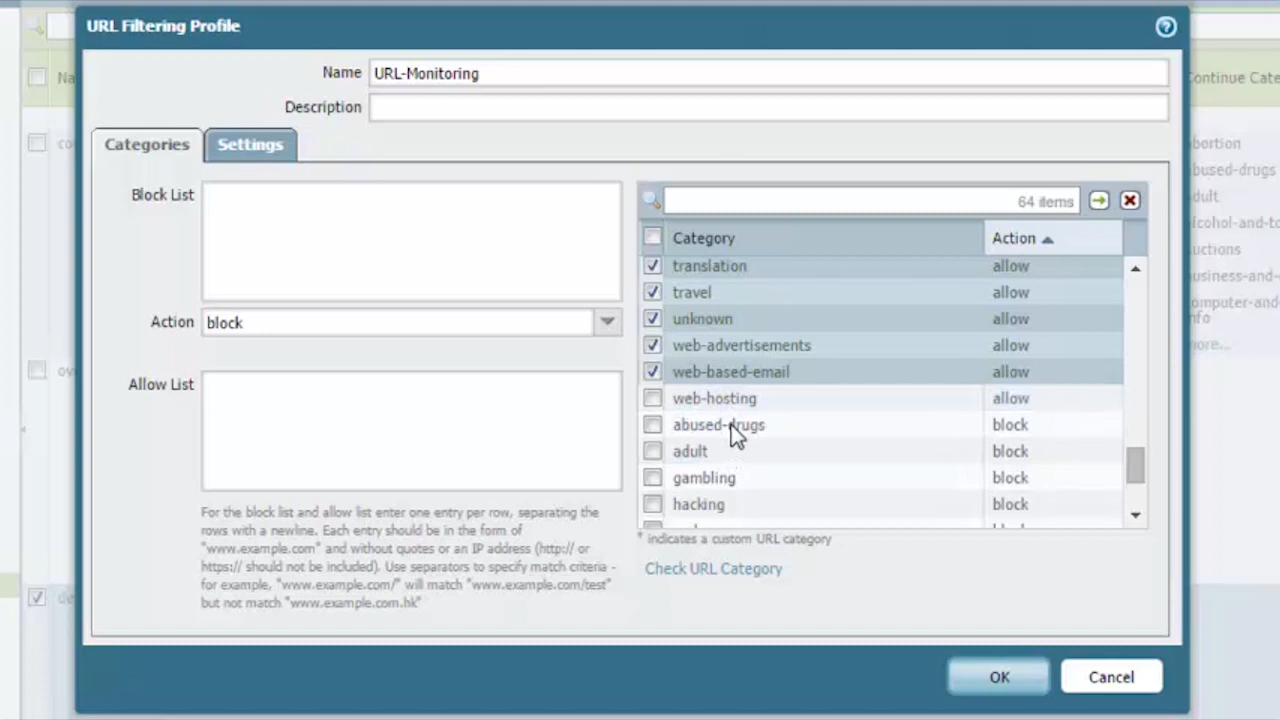 URL Filtering Profile
Name URL-Monitoring
Description
Categories Settings
Block List
Action block
Allow List
For the block list and allow list enter one entry per row, separating the
rows with a newline. Each entry should be in the form of
"www.example.com" and without quotes or an IP address (http:// or
https:// should not be included). Use separators to specify match criteria -
for example, "www.example.com/" will match "www.example.com/test"
but not match "www.example.com.hk"
64 items
Category Action
translation allow
travel allow
unknown allow
web-advertisements allow
web-based-email allow
web-hosting allow
abused-drugs block
adult block
gambling block
hacking block
* indicates a custom URL category
Check URL Category
OK Cancel
Na
Continue Cate
bortion
bused-drugs
dult
lcohol-and-to
uctions
usiness-and-
omputer-and-
nfo
ore...
co
ov
de